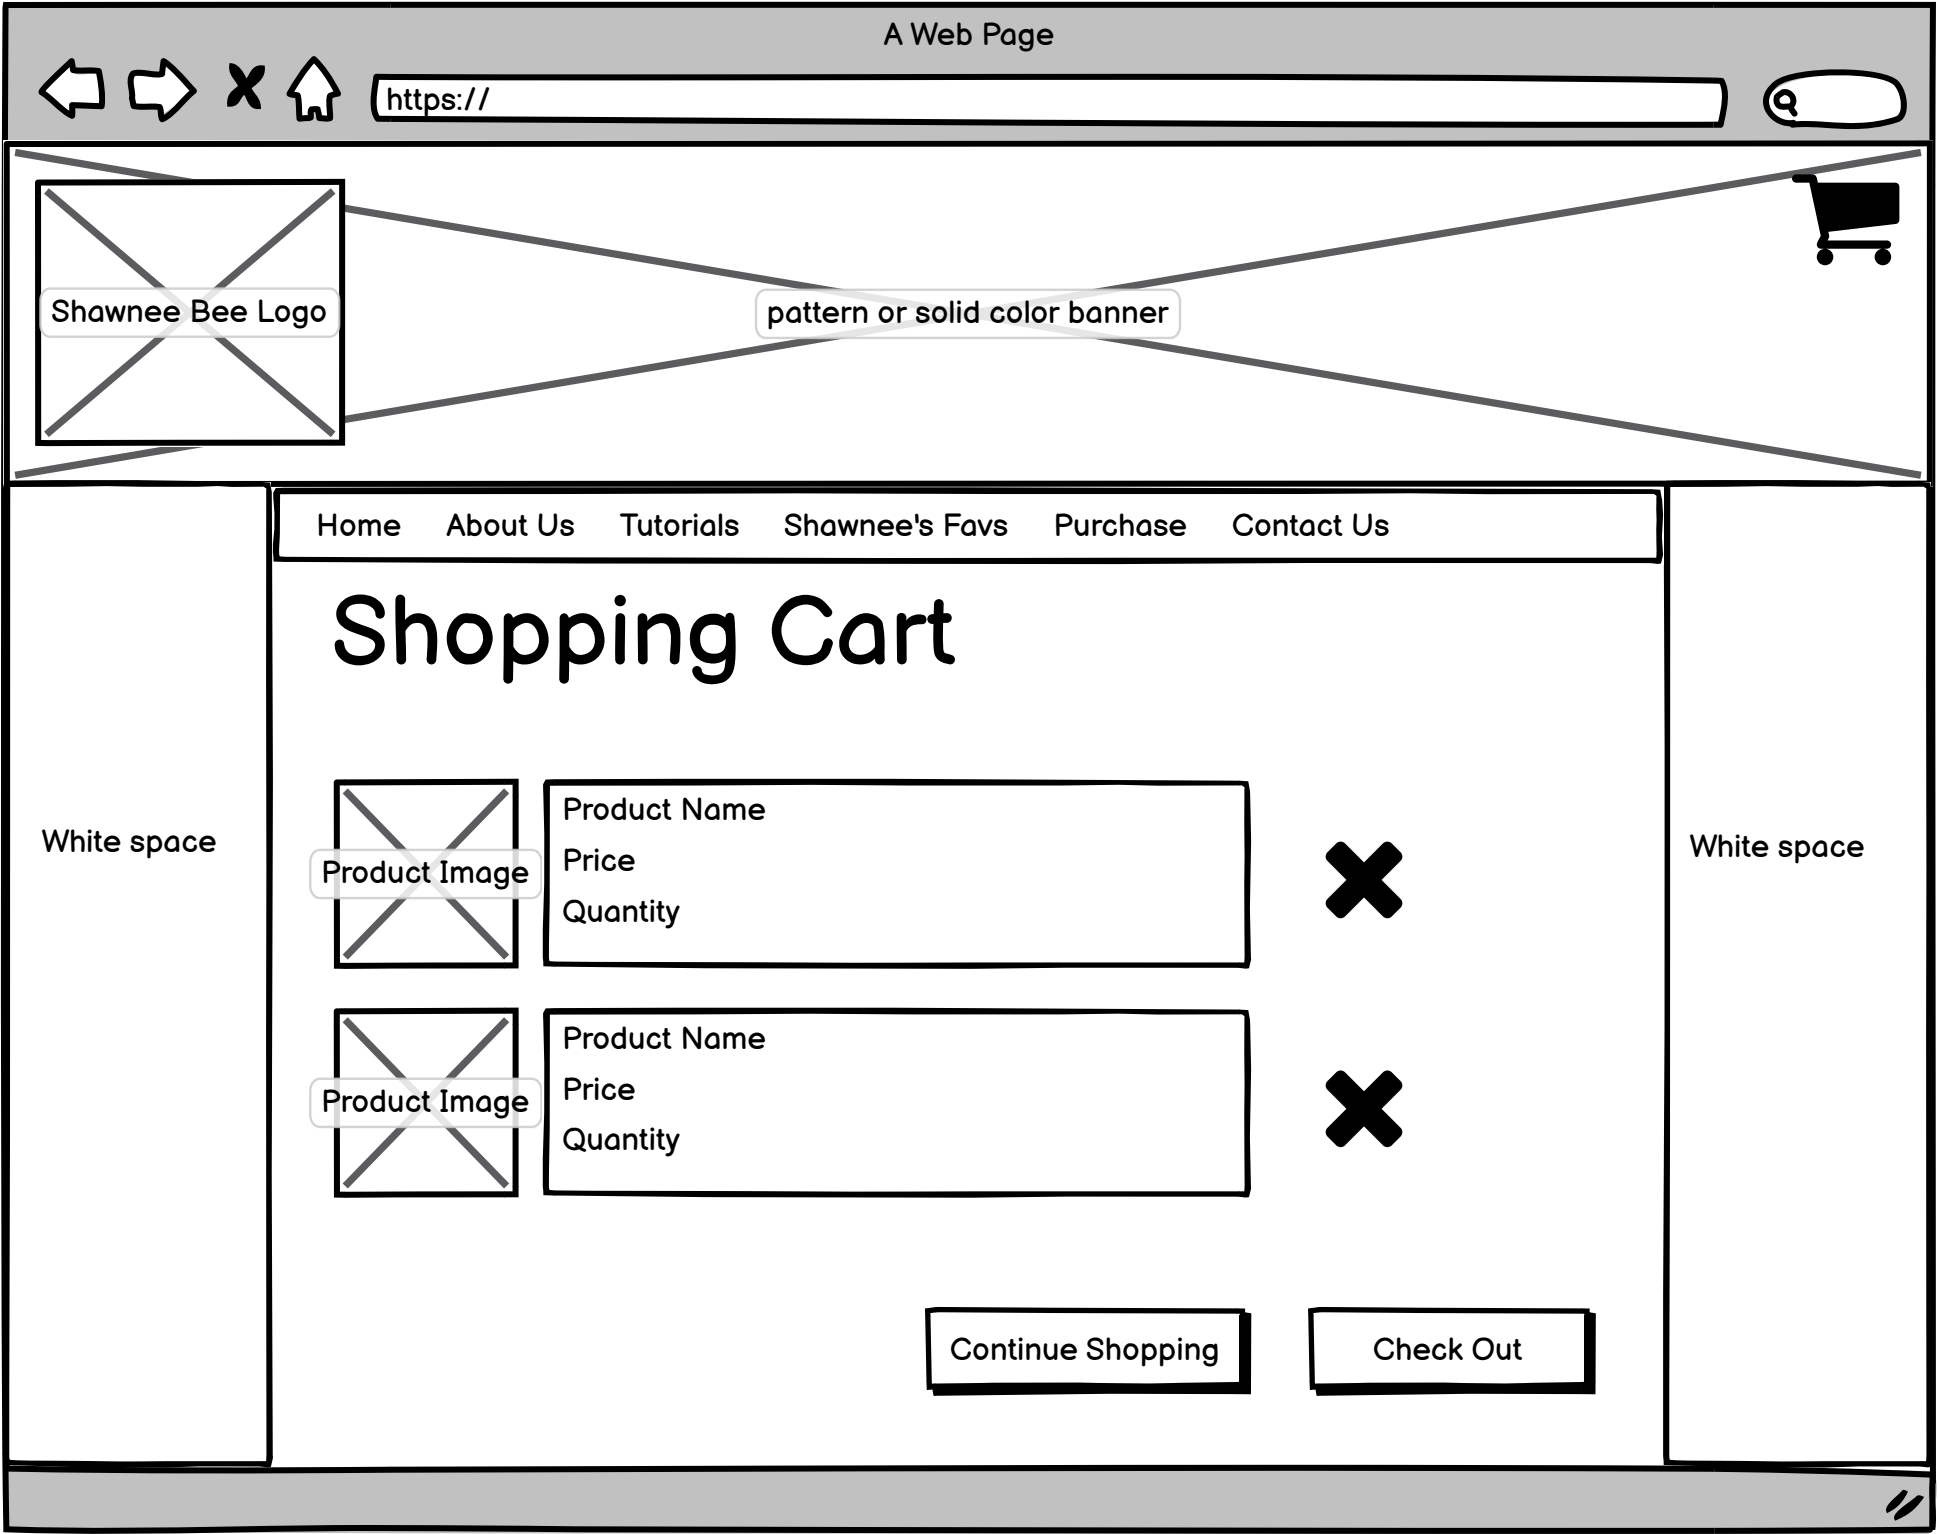 A Web Page
https://
Shawnee Bee Logo
pattern or solid color banner
Home About Us Tutorials Shawnee's Favs Purchase Contact Us
Shopping Cart
White space
Product Image
Product Name
Price
Quantity
White space
Product Image
Product Name
Price
Quantity
Continue Shopping
Check Out